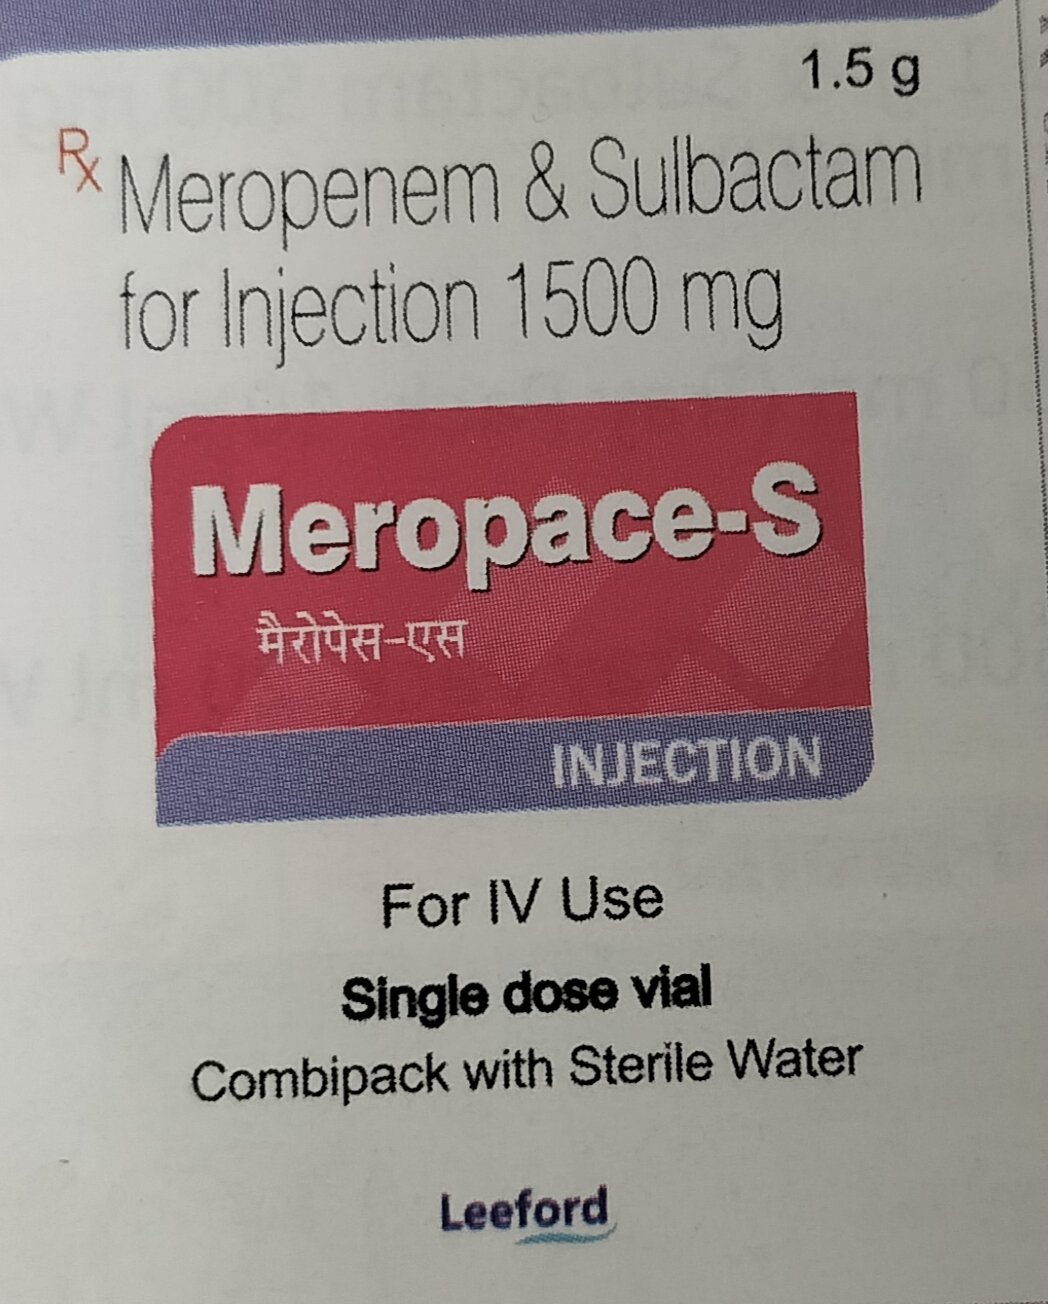 1.5 g
Rx Meropenem & Sulbactam
for Injection 1500 mg
Meropace-S
मैरोपेस-एस
INJECTION
For IV Use
Single dose vial
Combipack with Sterile Water
Leeford